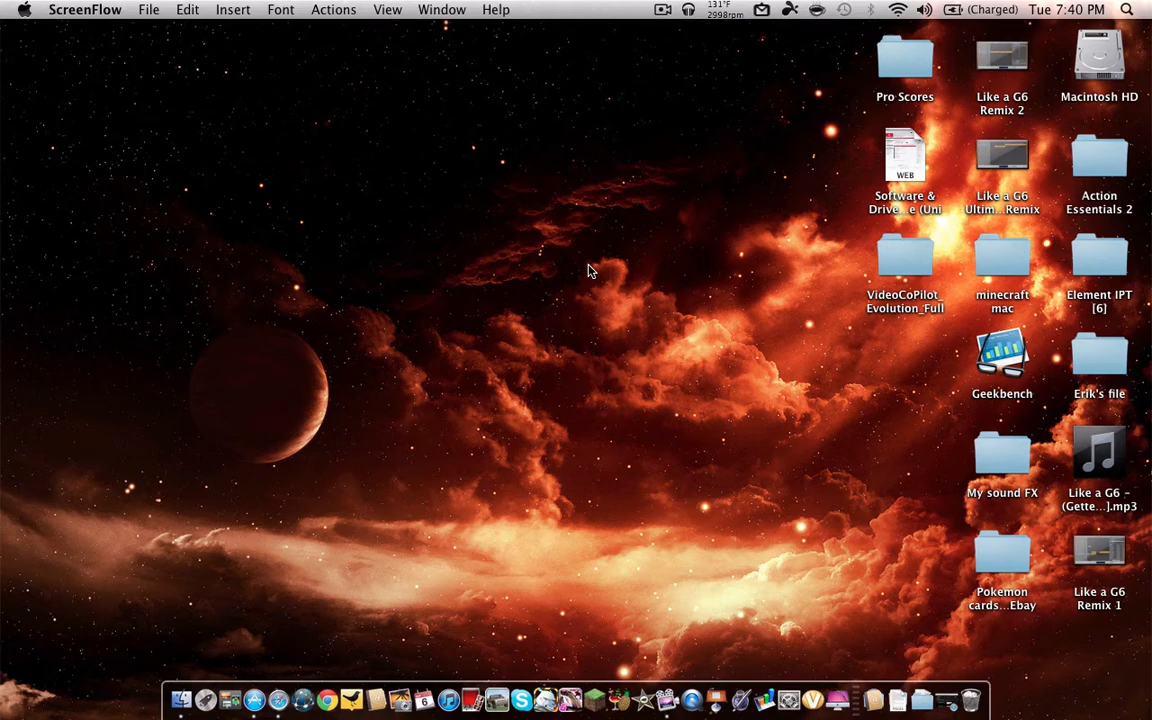 ScreenFlow File Edit Insert Font Actions View Window Help 131°F 2998rpm (Charged) Tue 7:40 PM
Pro Scores
Like a G6
Remix 2
Macintosh HD
WEB
Software &
Drive...e (Uni
Like a G6
Ultim...Remix
Action
Essentials 2
VideoCoPilot_
Evolution_Full
minecraft
mac
Element IPT
[6]
Geekbench
Erik's file
My sound FX
Like a G6 –
(Gette...].mp3
Pokemon
cards...Ebay
Like a G6
Remix 1
6